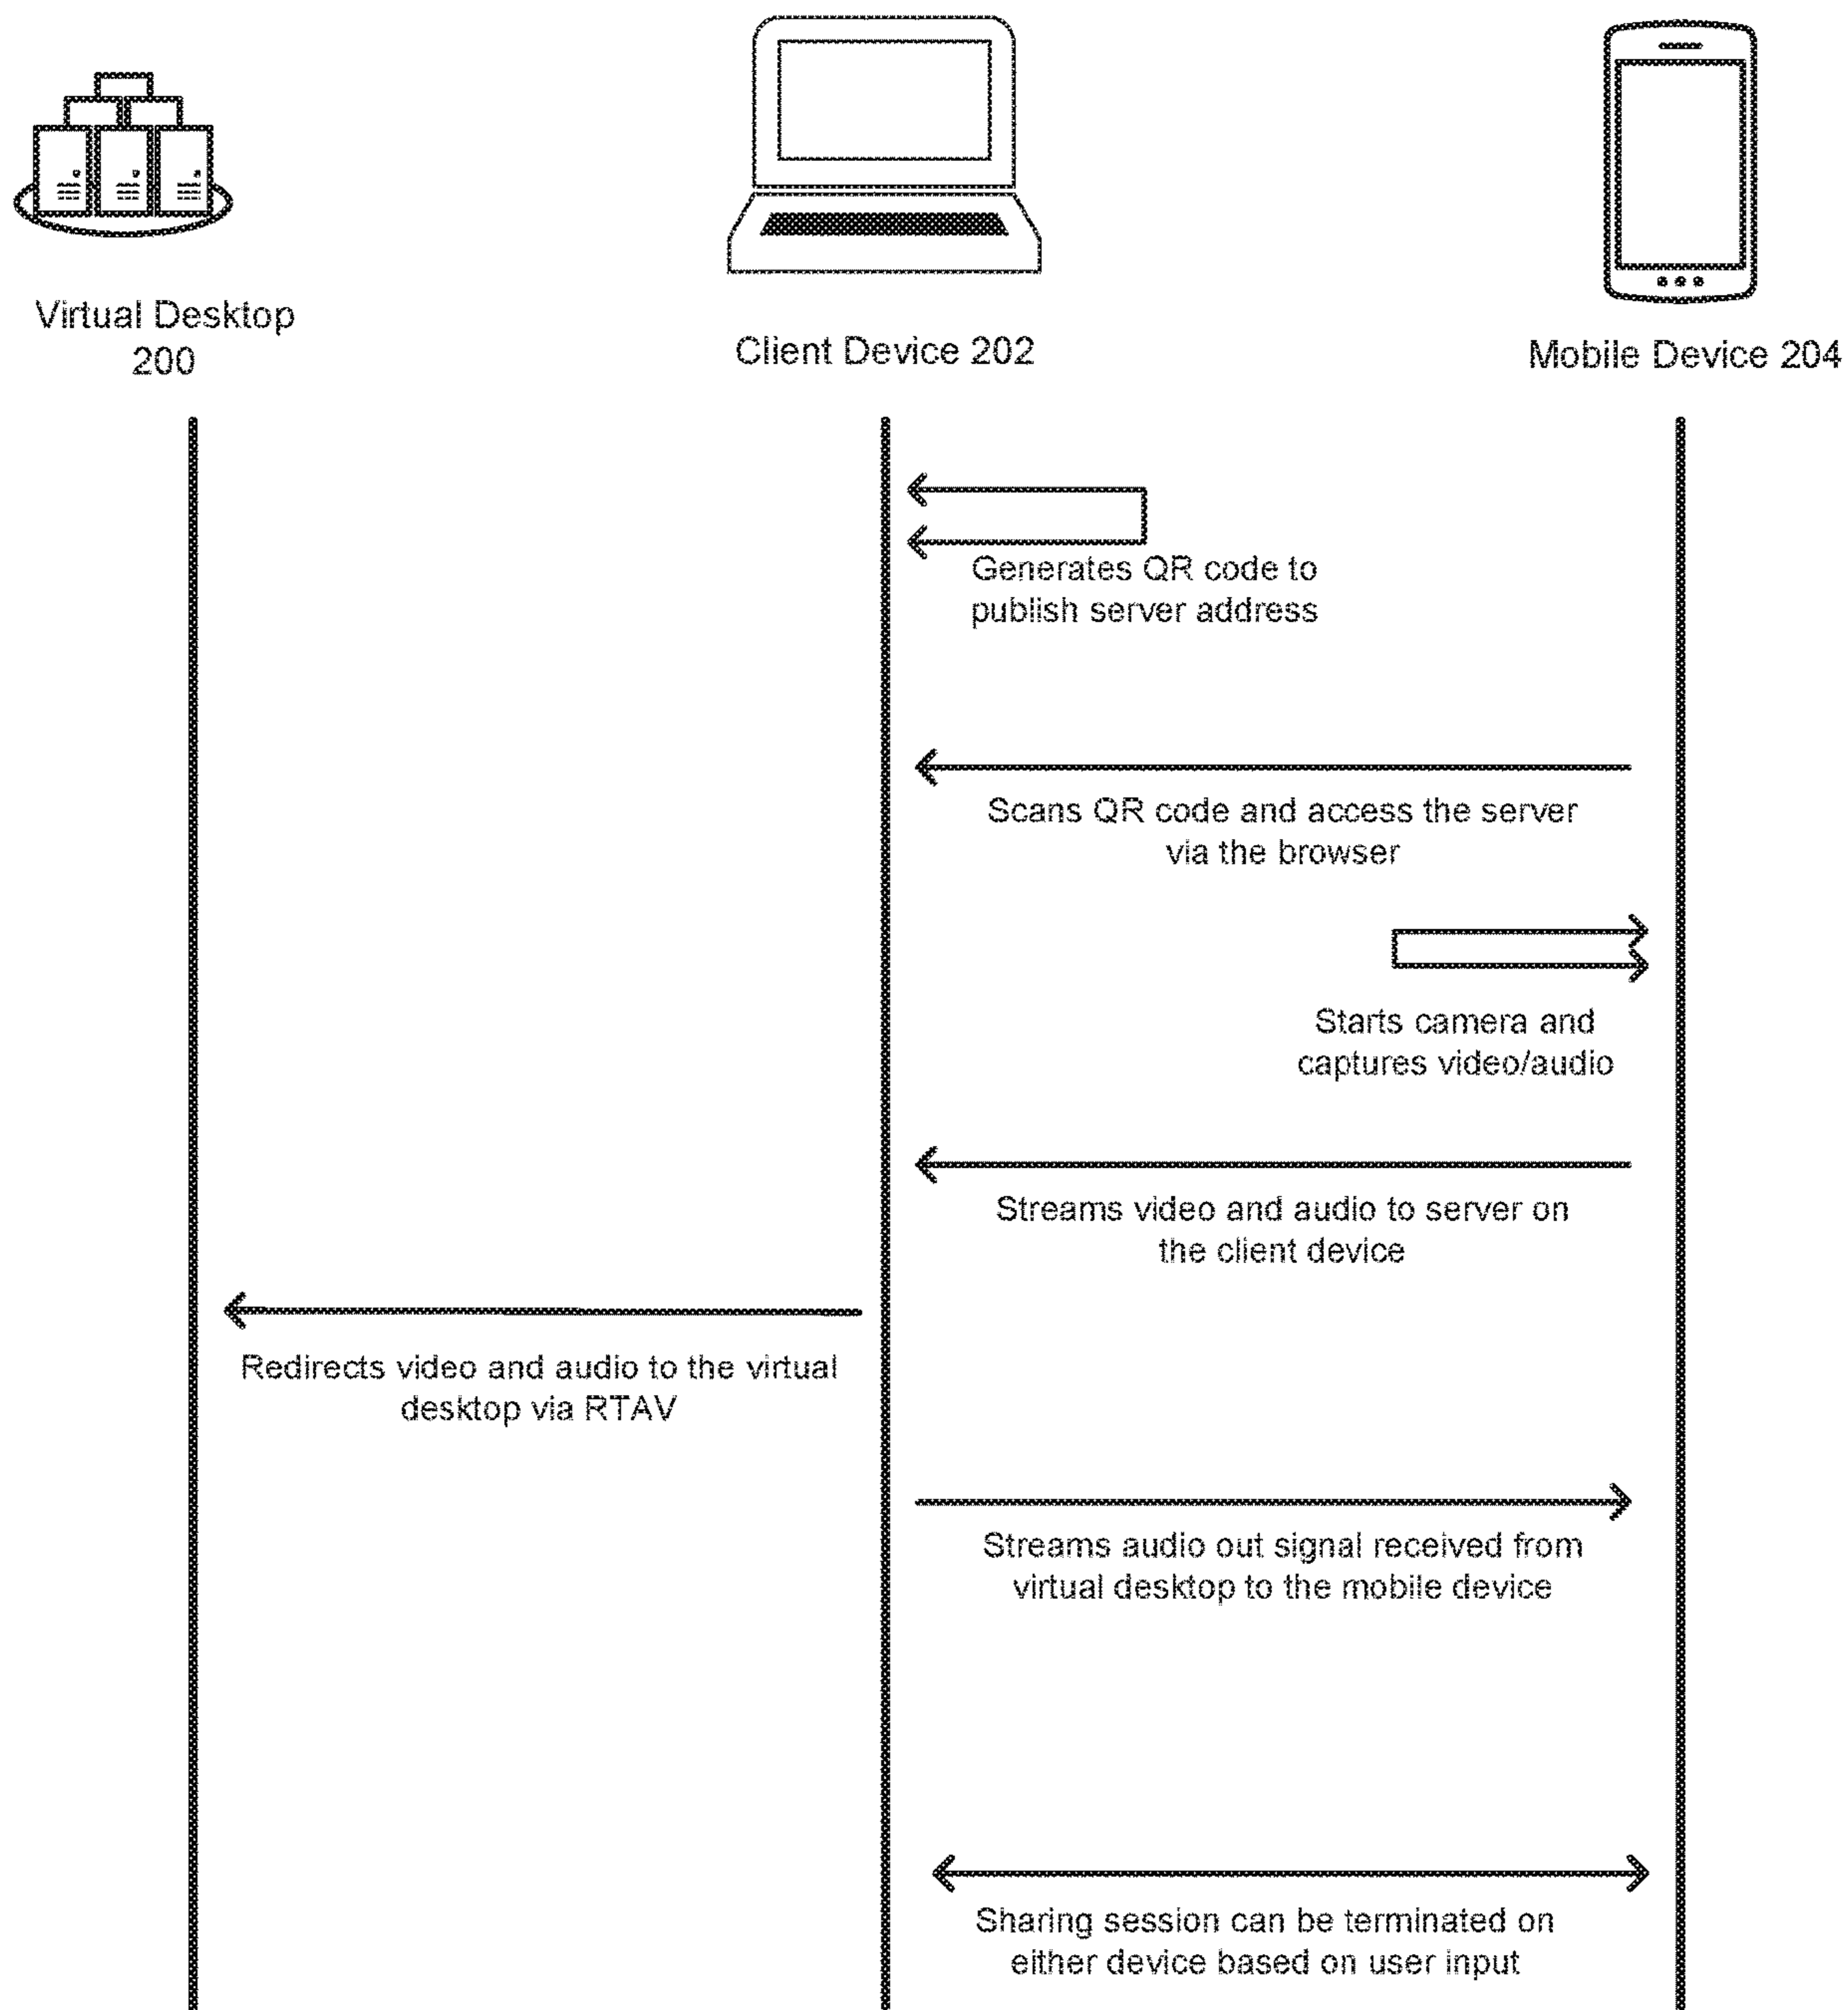 Virtual Desktop
200
Client Device 202
Mobile Device 204
Generates QR code to
publish server address
Scans QR code and access the server
via the browser
Starts camera and
captures video/audio
Streams video and audio to server on
the client device
Redirects video and audio to the virtual
desktop via RTAV
Streams audio out signal received from
virtual desktop to the mobile device
Sharing session can be terminated on
either device based on user input